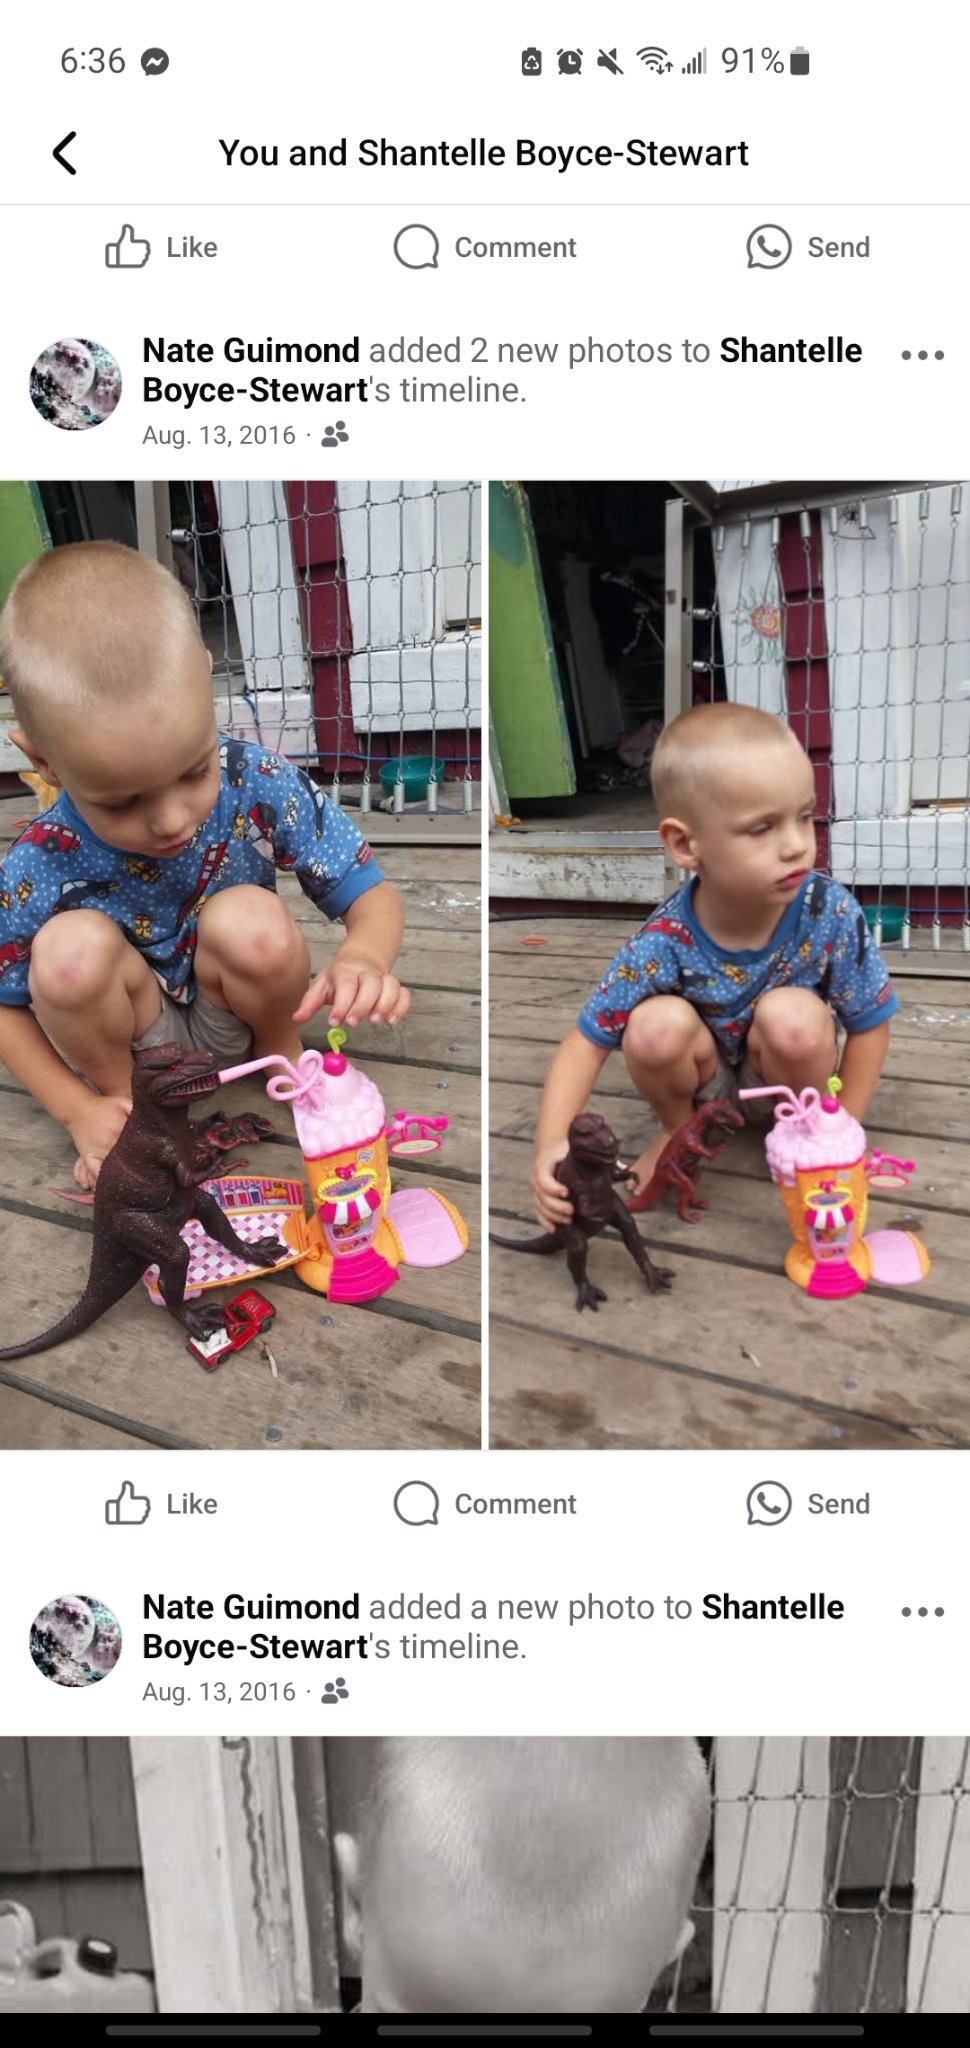 6:36
91%
You and Shantelle Boyce-Stewart
Like
Comment
Send
Nate Guimond added 2 new photos to Shantelle
Boyce-Stewart's timeline.
Aug. 13, 2016 ·
Like
Comment
Send
Nate Guimond added a new photo to Shantelle
Boyce-Stewart's timeline.
Aug. 13, 2016 ·